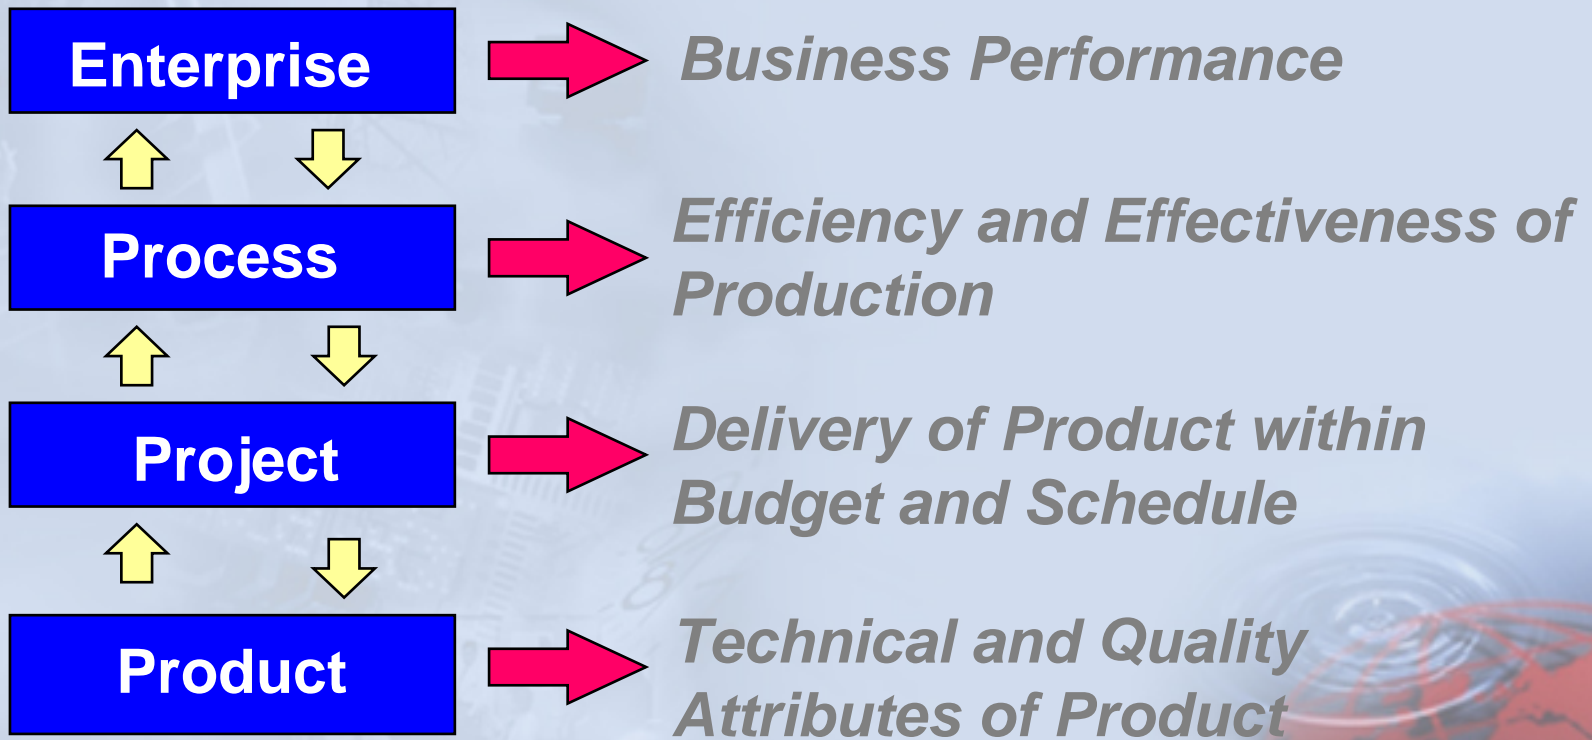 Enterprise
Business Performance
Process
Efficiency and Effectiveness of
Production
Project
Delivery of Product within
Budget and Schedule
Product
Technical and Quality
Attributes of Product